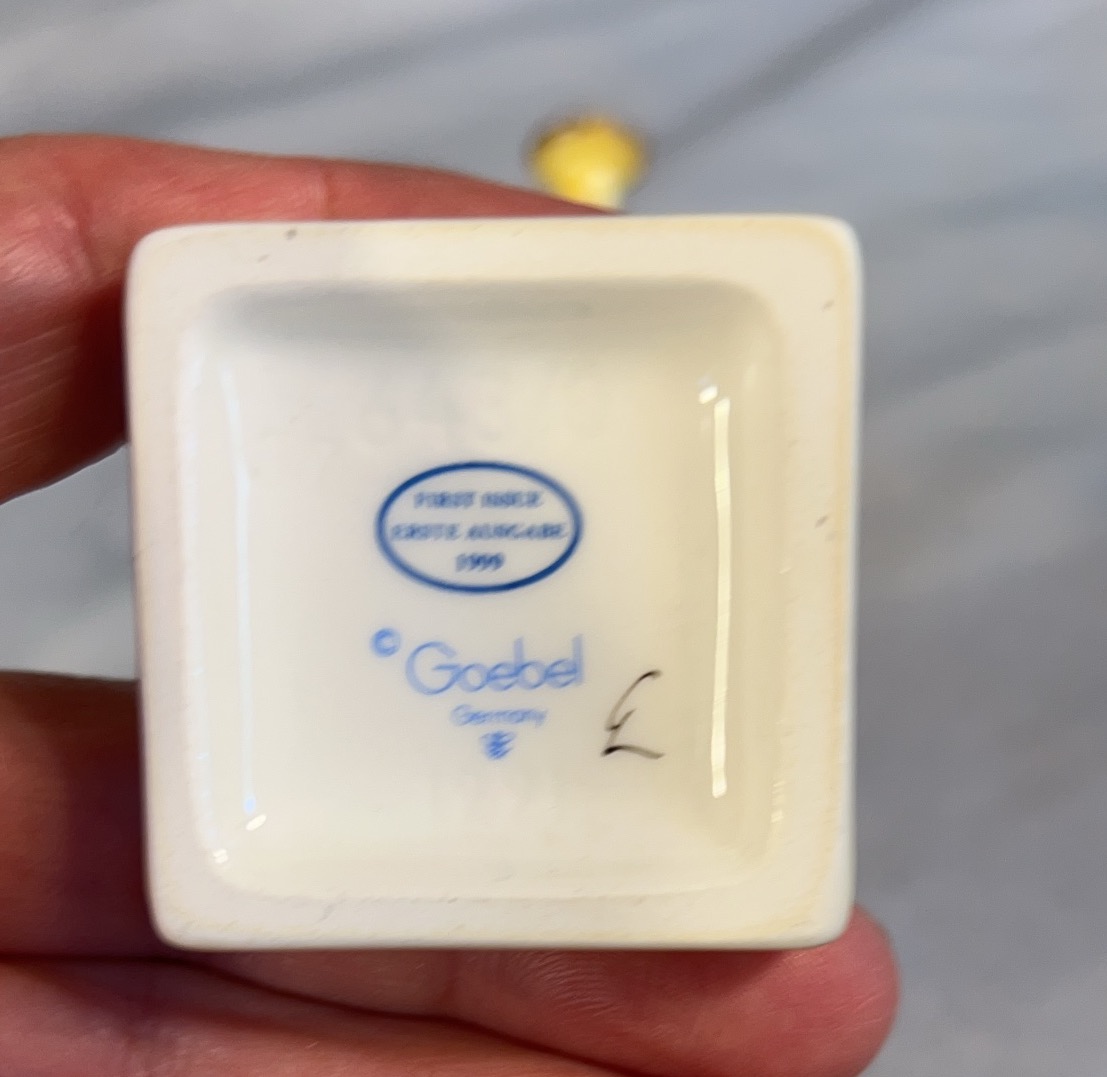 FIRST ISSUE
ERSTE AUSGABE
1999
© Goebel
Germany